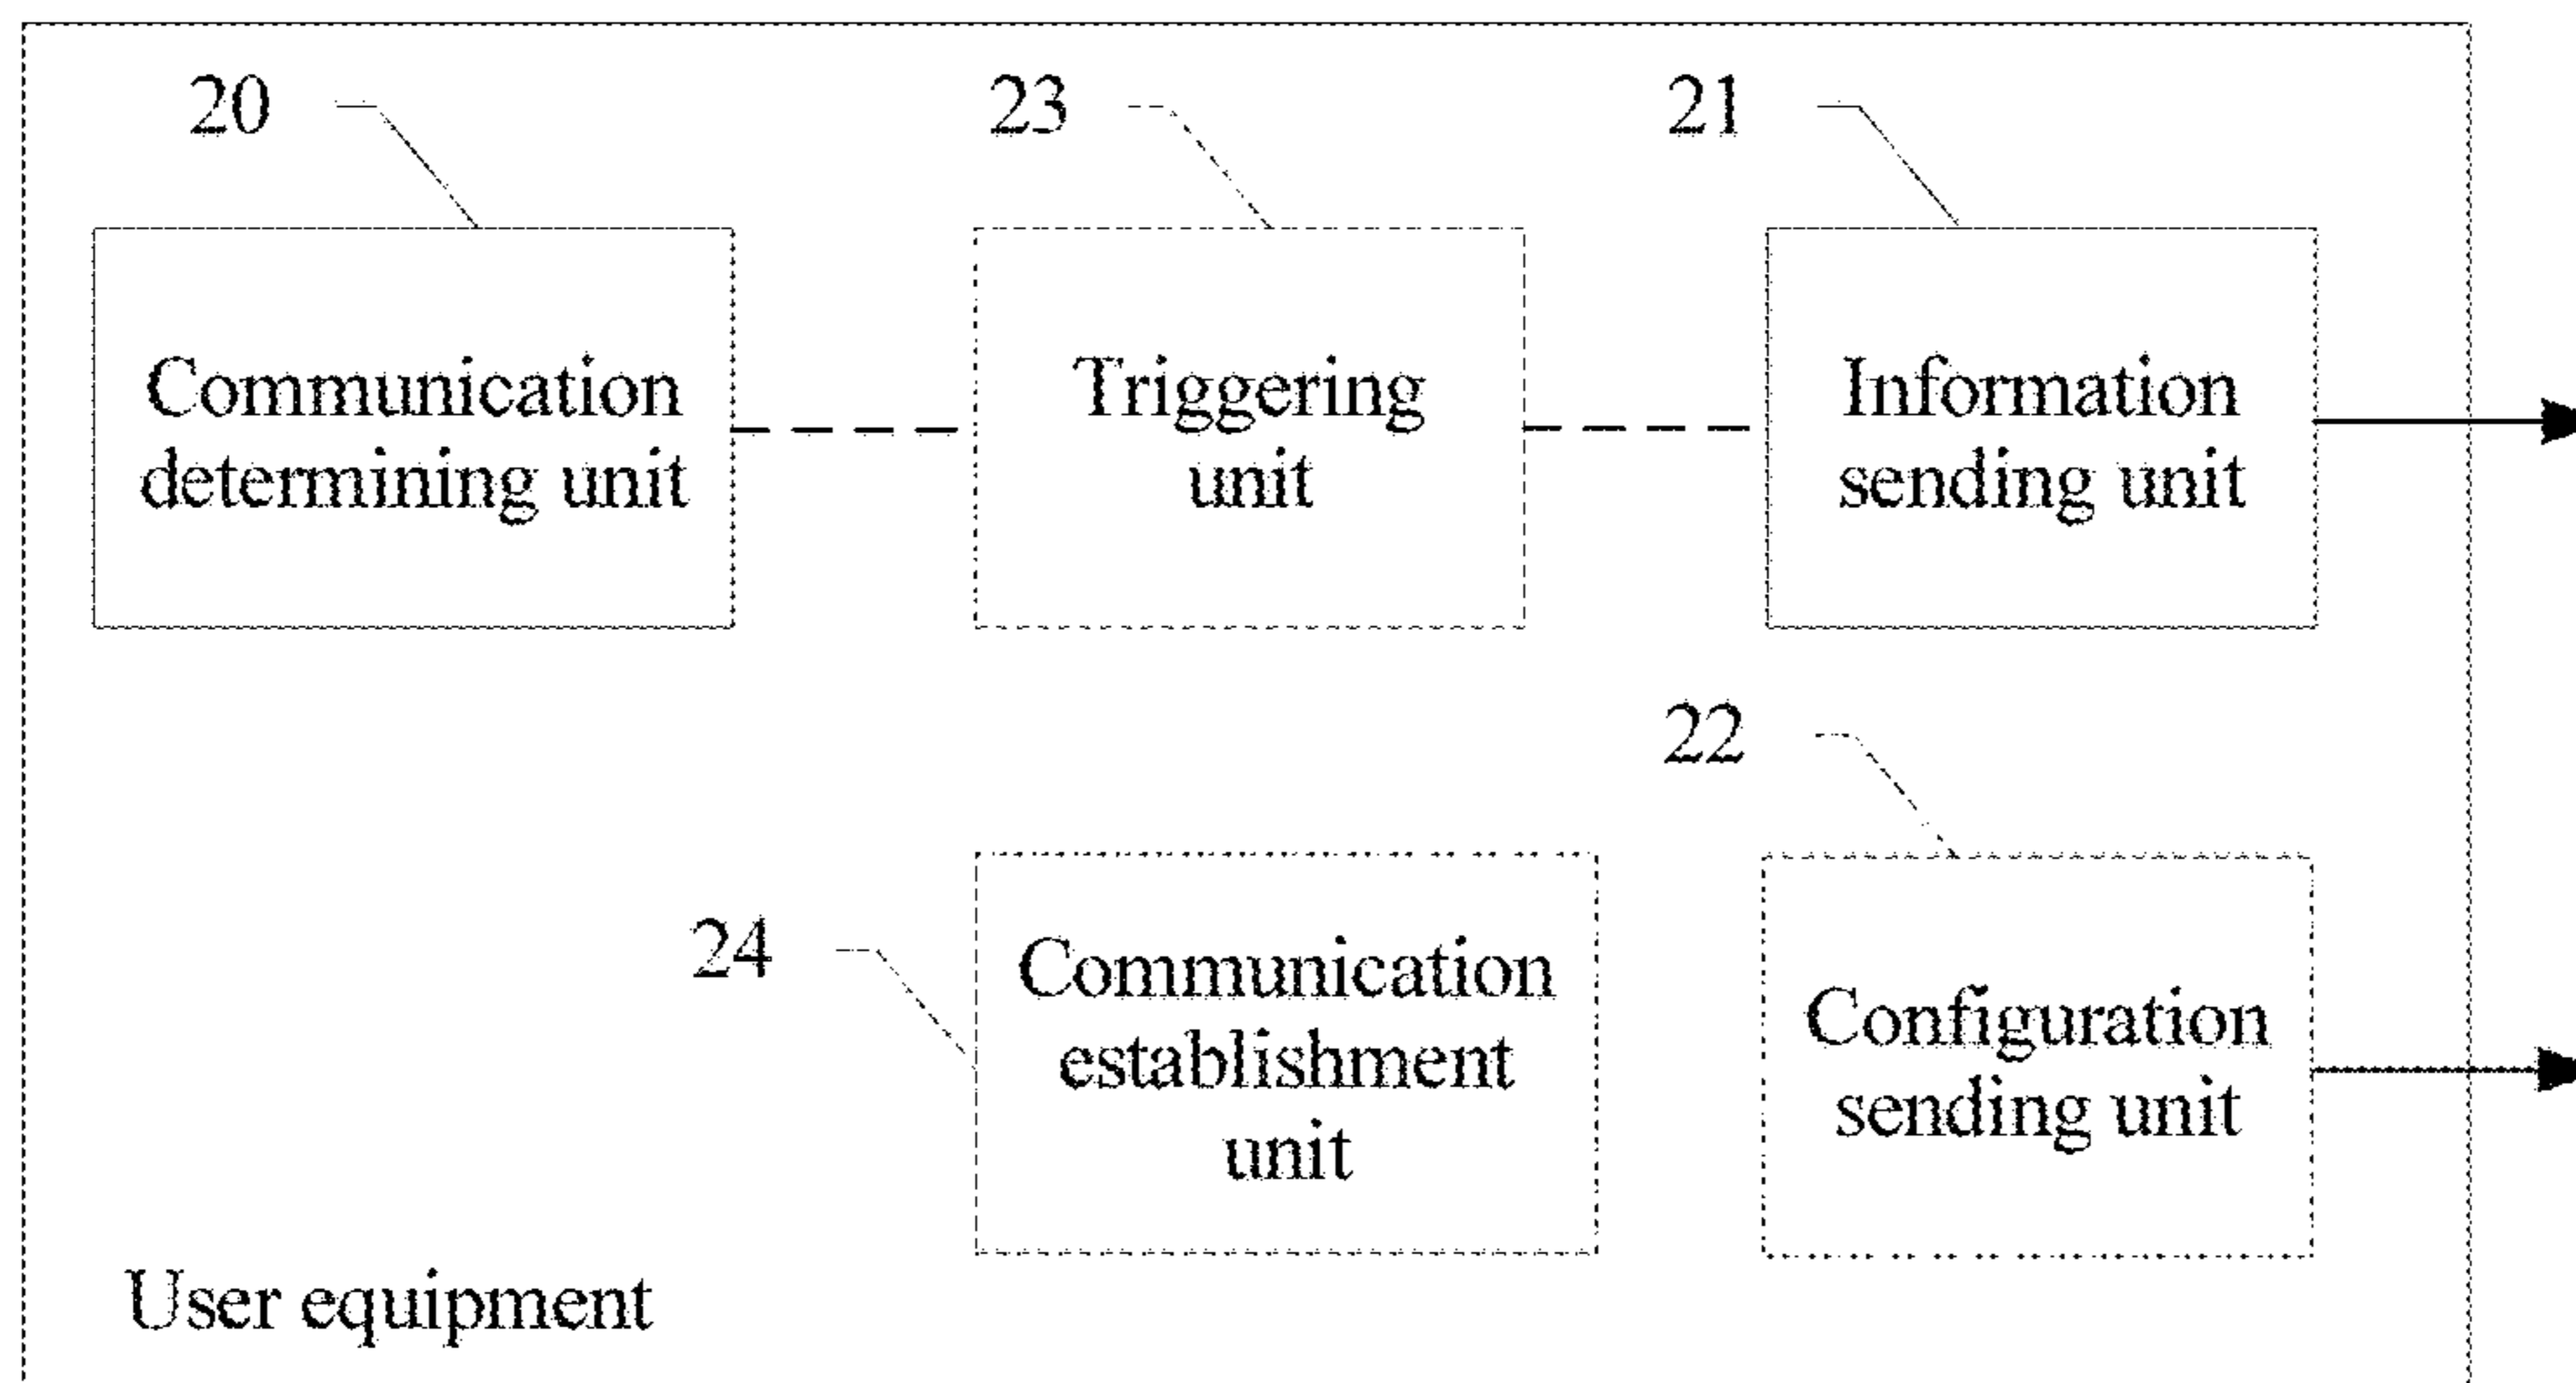 20
23
21
Communication
determining unit
Triggering
unit
Information
sending unit
22
24
Communication
establishment
unit
Configuration
sending unit
User equipment